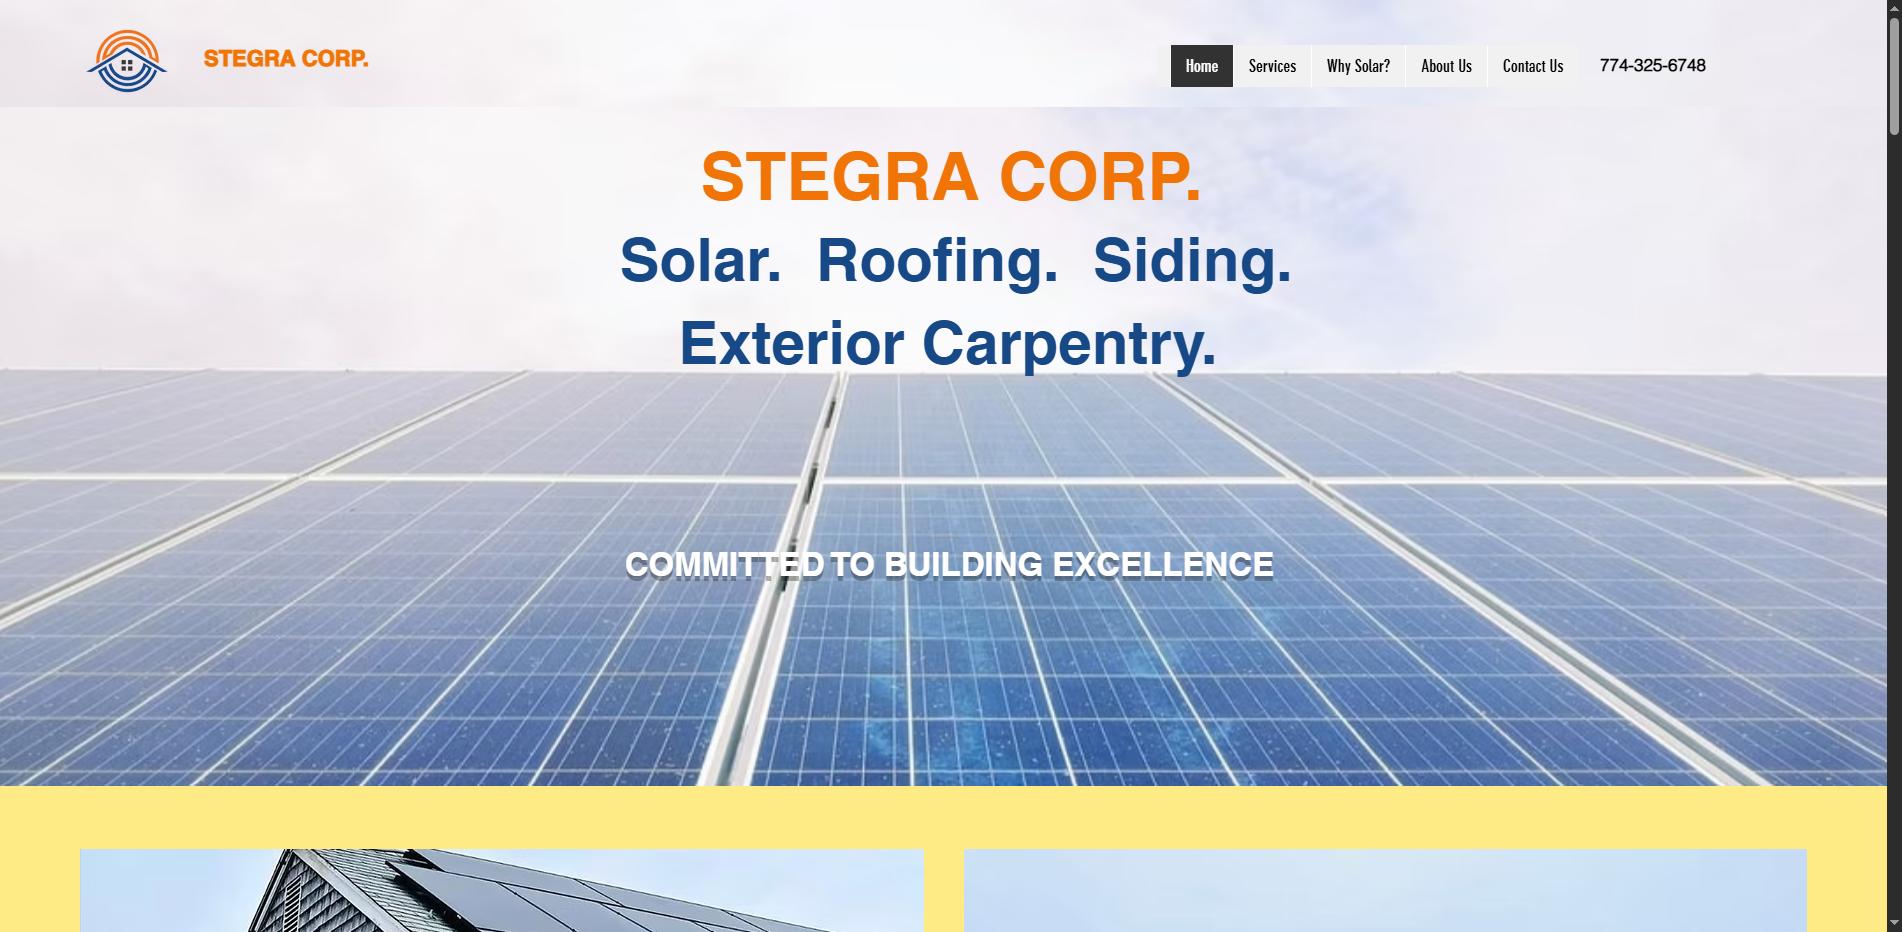 STEGRA CORP.
Home Services Why Solar? About Us Contact Us 774-325-6748
STEGRA CORP.
Solar. Roofing. Siding.
Exterior Carpentry.
COMMITTED TO BUILDING EXCELLENCE